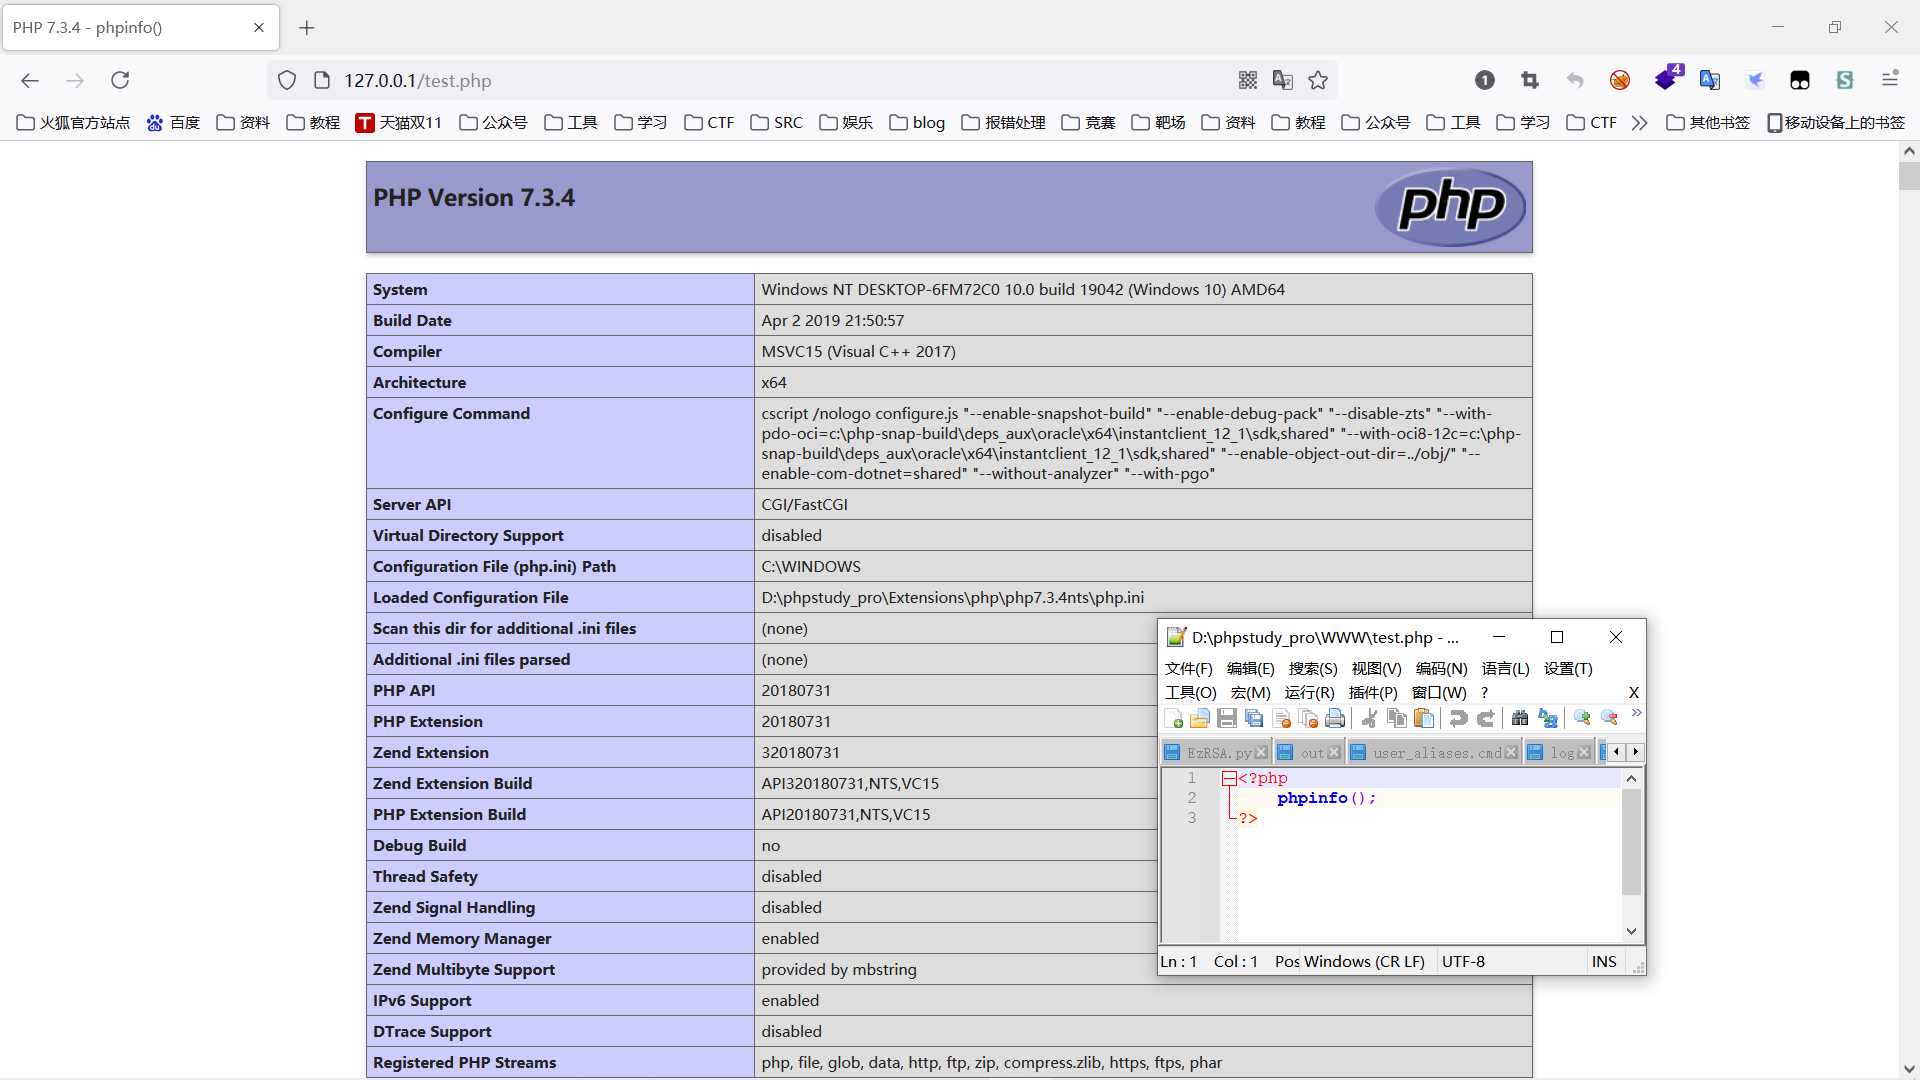 PHP 7.3.4 - phpinfo()
127.0.0.1/test.php
1
4
火狐官方站点 百度 资料 教程 T 天猫双11 公众号 工具 学习 CTF SRC 娱乐 blog 报错处理 竞赛 靶场 资料 教程 公众号 工具 学习 CTF 其他书签 移动设备上的书签
PHP Version 7.3.4
php
System Windows NT DESKTOP-6FM72C0 10.0 build 19042 (Windows 10) AMD64
Build Date Apr 2 2019 21:50:57
Compiler MSVC15 (Visual C++ 2017)
Architecture x64
Configure Command cscript /nologo configure.js "--enable-snapshot-build" "--enable-debug-pack" "--disable-zts" "--with-
pdo-oci=c:\php-snap-build\deps_aux\oracle\x64\instantclient_12_1\sdk,shared" "--with-oci8-12c=c:\php-
snap-build\deps_aux\oracle\x64\instantclient_12_1\sdk,shared" "--enable-object-out-dir=../obj/" "--
enable-com-dotnet=shared" "--without-analyzer" "--with-pgo"
Server API CGI/FastCGI
Virtual Directory Support disabled
Configuration File (php.ini) Path C:\WINDOWS
Loaded Configuration File D:\phpstudy_pro\Extensions\php\php7.3.4nts\php.ini
Scan this dir for additional .ini files (none)
Additional .ini files parsed (none)
PHP API 20180731
PHP Extension 20180731
Zend Extension 320180731
Zend Extension Build API320180731,NTS,VC15
PHP Extension Build API20180731,NTS,VC15
Debug Build no
Thread Safety disabled
Zend Signal Handling disabled
Zend Memory Manager enabled
Zend Multibyte Support provided by mbstring
IPv6 Support enabled
DTrace Support disabled
Registered PHP Streams php, file, glob, data, http, ftp, zip, compress.zlib, https, ftps, phar
D:\phpstudy_pro\WWW\test.php - ...
文件(F) 编辑(E) 搜索(S) 视图(V) 编码(N) 语言(L) 设置(T)
工具(O) 宏(M) 运行(R) 插件(P) 窗口(W) ? X
EzRSA.py out user_aliases.cmd log
1 <?php
2 phpinfo();
3 ?>
Ln : 1 Col : 1 Pos Windows (CR LF) UTF-8 INS